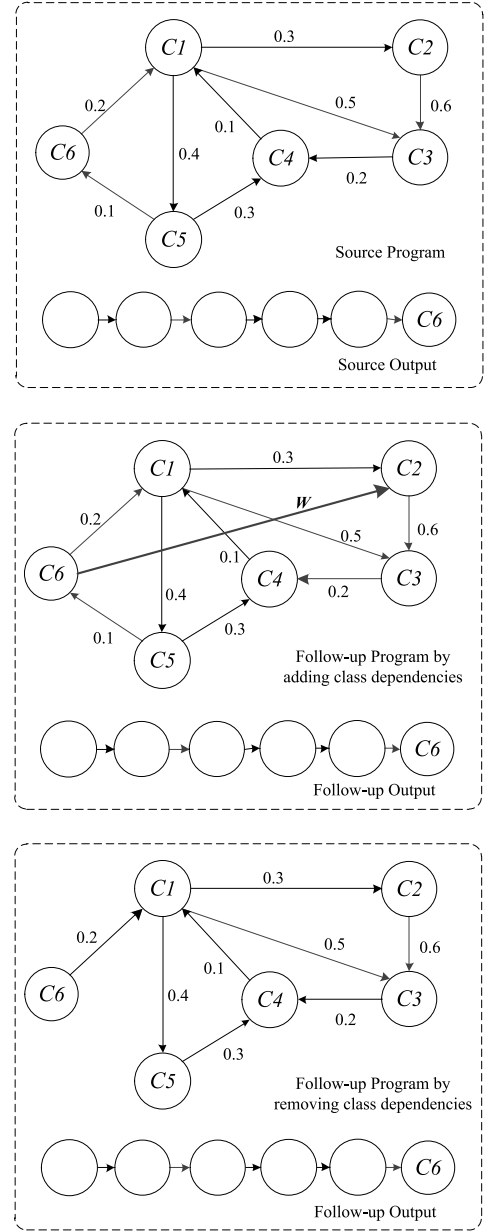 C1
0.3
C2
0.2
0.5
0.6
0.1
C6
0.4
C4
C3
0.2
0.1
0.3
C5
Source Program
C6
Source Output
C1
0.3
C2
0.2
W
0.5
0.6
0.1
C6
C4
C3
0.4
0.2
0.1
0.3
C5
Follow-up Program by
adding class dependencies
C6
Follow-up Output
C1
0.3
C2
0.2
0.5
0.6
0.1
C6
0.4
C4
C3
0.2
0.3
C5
Follow-up Program by
removing class dependencies
C6
Follow-up Output